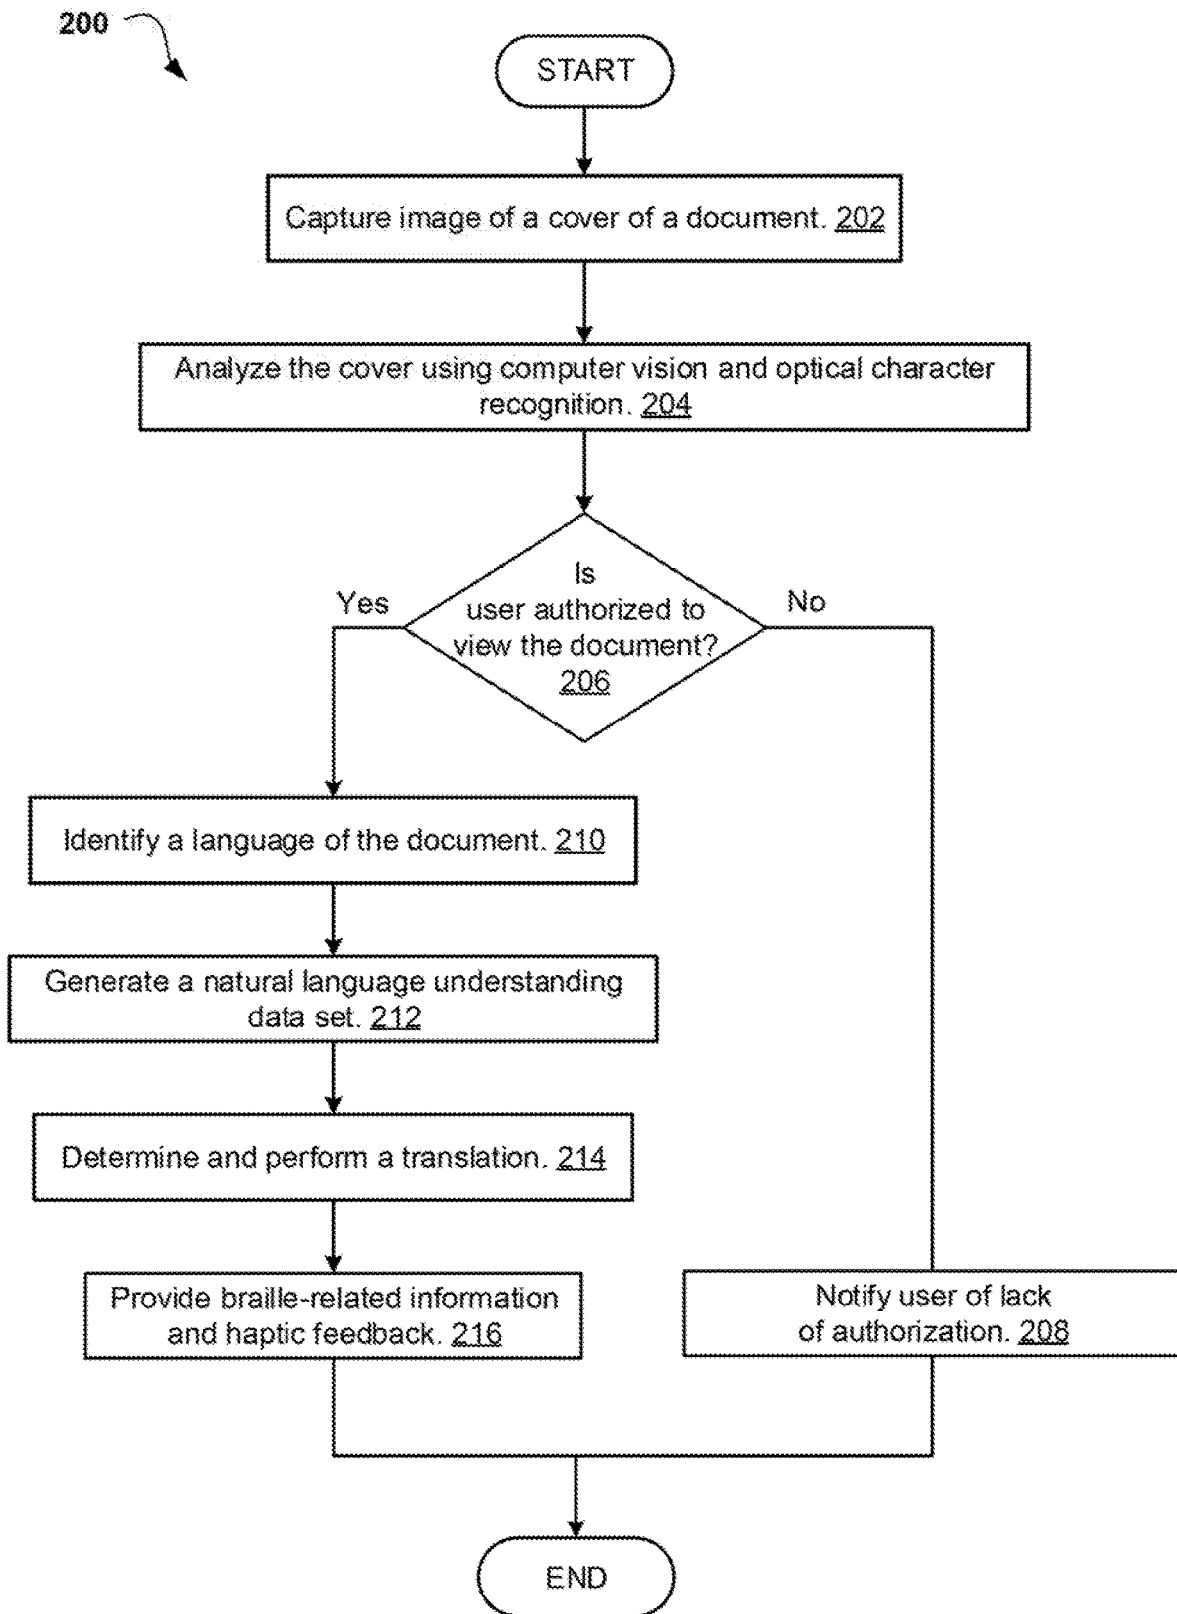 200
START
Capture image of a cover of a document. 202
Analyze the cover using computer vision and optical character
recognition. 204
Is
user authorized to
view the document?
206
Yes
No
Identify a language of the document. 210
Generate a natural language understanding
data set. 212
Determine and perform a translation. 214
Provide braille-related information
and haptic feedback. 216
Notify user of lack
of authorization. 208
END